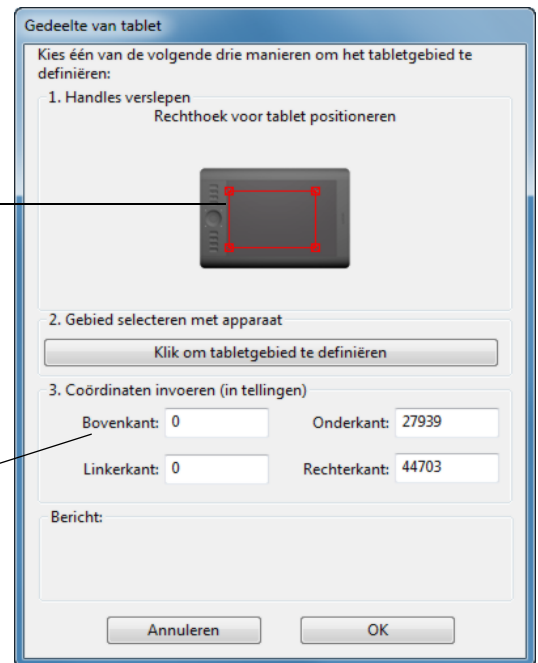 Gedeelte van tablet
Kies één van de volgende drie manieren om het tabletgebied te
definiëren:
1. Handles verslepen
Rechthoek voor tablet positioneren
2. Gebied selecteren met apparaat
Klik om tabletgebied te definiëren
3. Coördinaten invoeren (in tellingen)
Bovenkant: 0 Onderkant: 27939
Linkerkant: 0 Rechterkant: 44703
Bericht:
Annuleren OK